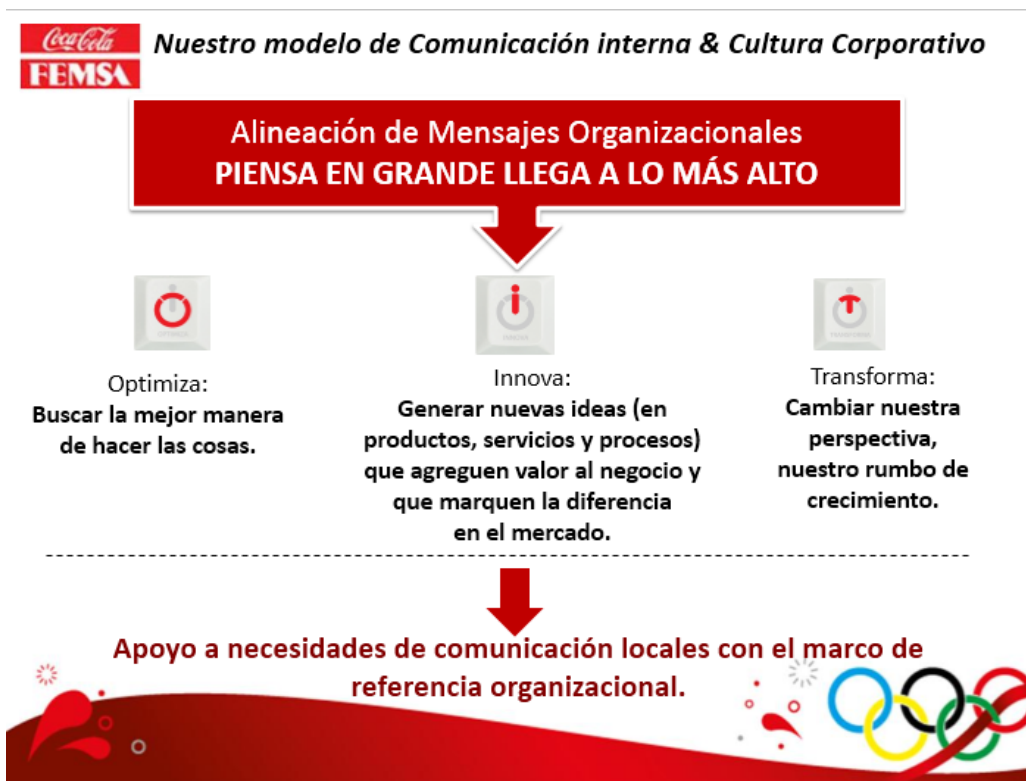 Coca-Cola
FEMSA
Nuestro modelo de Comunicación interna & Cultura Corporativo
Alineación de Mensajes Organizacionales
PIENSA EN GRANDE LLEGA A LO MÁS ALTO
Optimiza:
Buscar la mejor manera
de hacer las cosas.
Innova:
Generar nuevas ideas (en
productos, servicios y procesos)
que agreguen valor al negocio y
que marquen la diferencia
en el mercado.
Transforma:
Cambiar nuestra
perspectiva,
nuestro rumbo de
crecimiento.
Apoyo a necesidades de comunicación locales con el marco de
referencia organizacional.